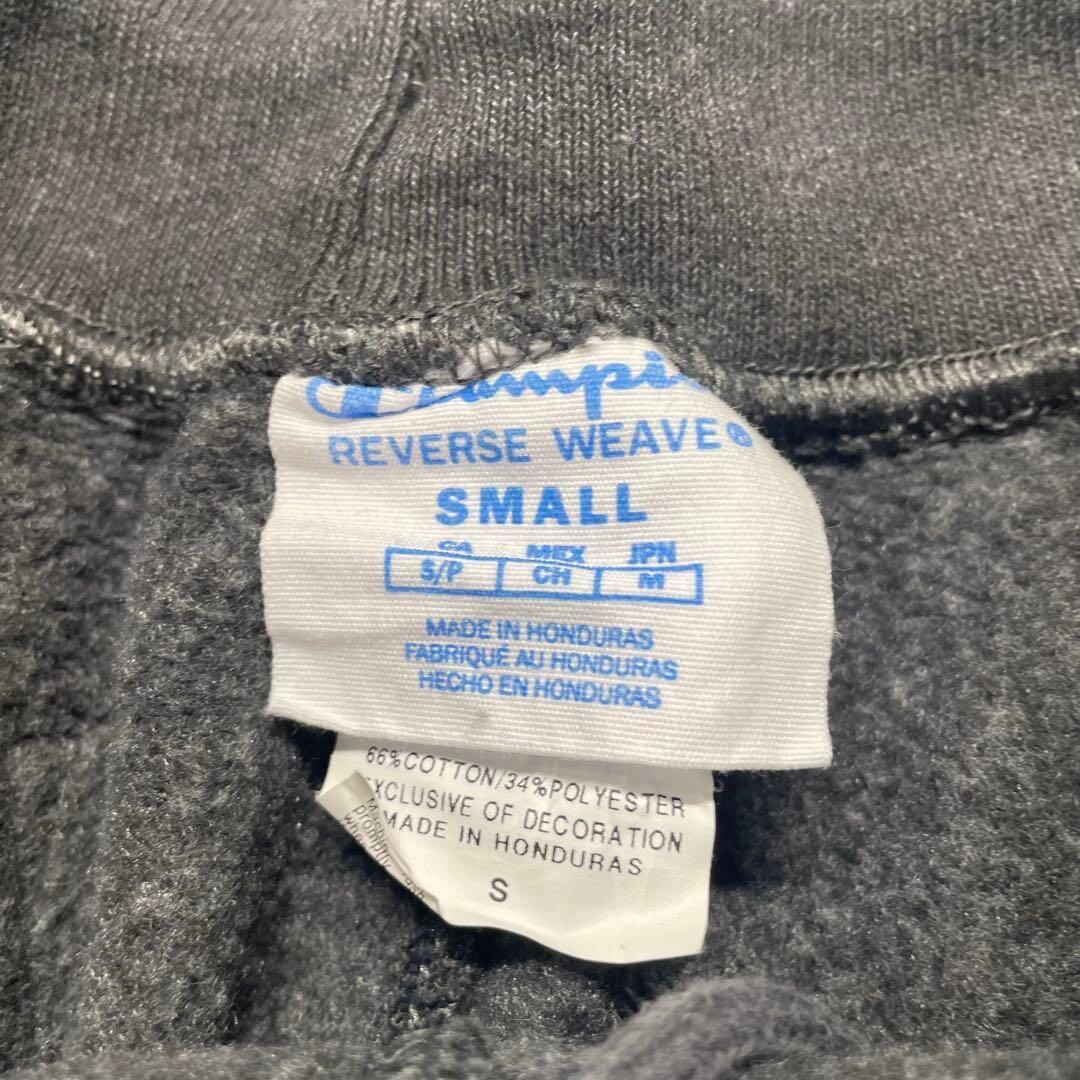 Champi
REVERSE WEAVE®
SMALL
CA MEX JPN
S/P CH M
MADE IN HONDURAS
FABRIQUÉ AU HONDURAS
HECHO EN HONDURAS
66%COTTON/34%POLYESTER
EXCLUSIVE OF DECORATION
MADE IN HONDURAS
S